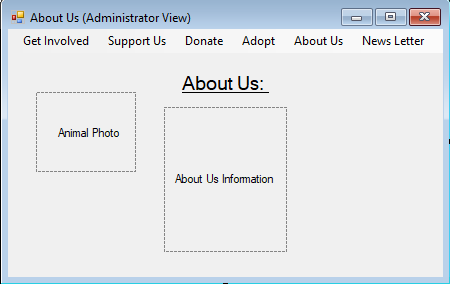 About Us (Administrator View)
Get Involved Support Us Donate Adopt About Us News Letter
About Us:
Animal Photo
About Us Information